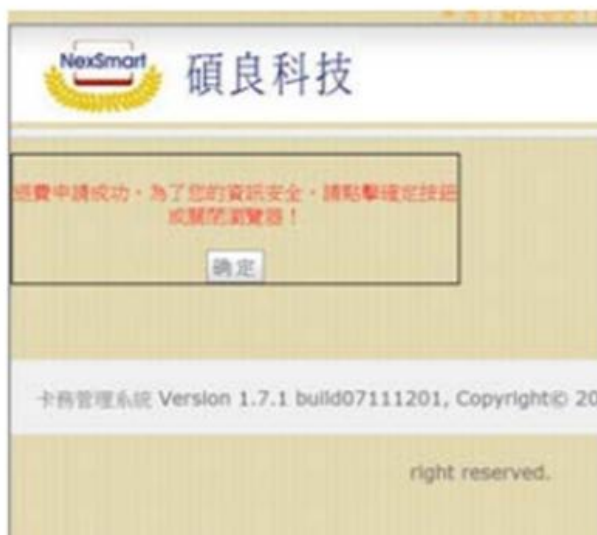 NexSmart
碩良科技
退費申請成功，為了您的資訊安全，請點擊確定按鈕
或關閉瀏覽器！
确定
卡務管理系統 Version 1.7.1 build07111201, Copyright© 20
right reserved.